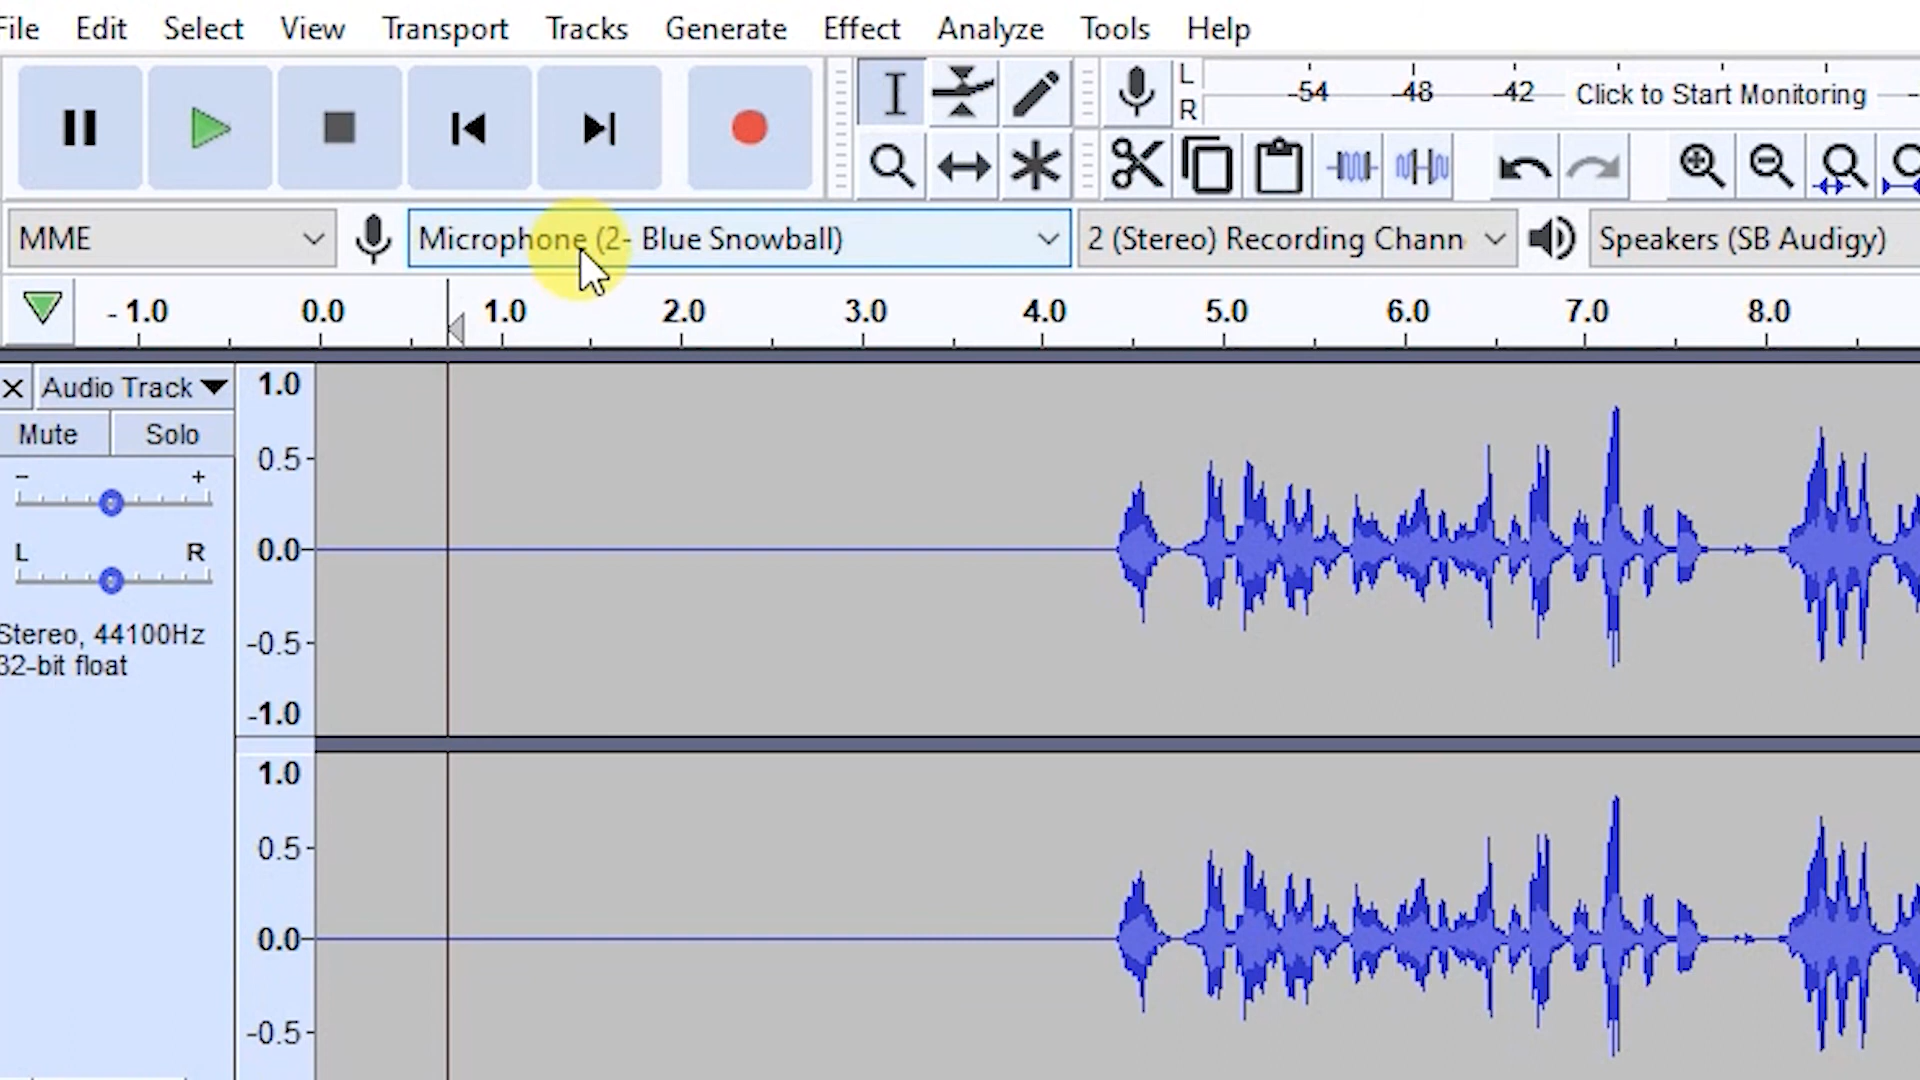 File Edit Select View Transport Tracks Generate Effect Analyze Tools Help
L
R
-54 -48 -42 Click to Start Monitoring
MME Microphone (2- Blue Snowball) 2 (Stereo) Recording Chann Speakers (SB Audigy)
- 1.0 0.0 1.0 2.0 3.0 4.0 5.0 6.0 7.0 8.0
Audio Track
Mute Solo
- +
L R
Stereo, 44100Hz
32-bit float
1.0
0.5
0.0
-0.5
-1.0
1.0
0.5
0.0
-0.5